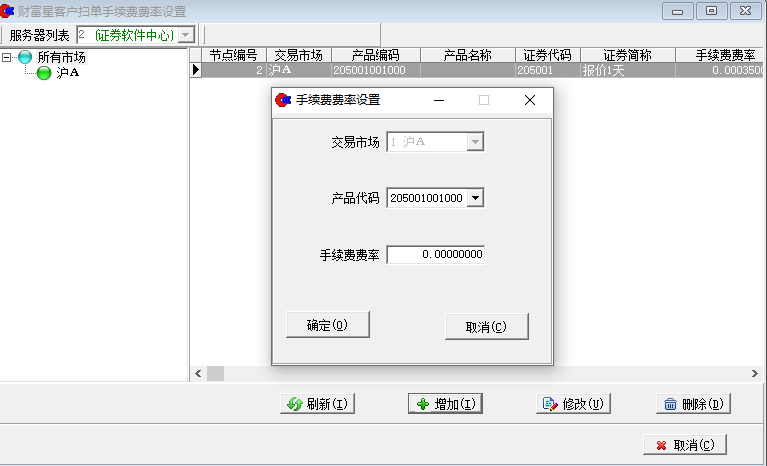 财富星客户扫单手续费费率设置
服务器列表 2 (证券软件中心)
所有市场
沪A
节点编号 交易市场 产品编码 产品名称 证券代码 证券简称 手续费费率
2 沪A 205001001000 205001 报价1天 0.0003500
手续费费率设置
交易市场 1 沪A
产品代码 205001001000
手续费费率 0.00000000
确定(O) 取消(C)
刷新(I) 增加(I) 修改(U) 删除(D)
取消(C)